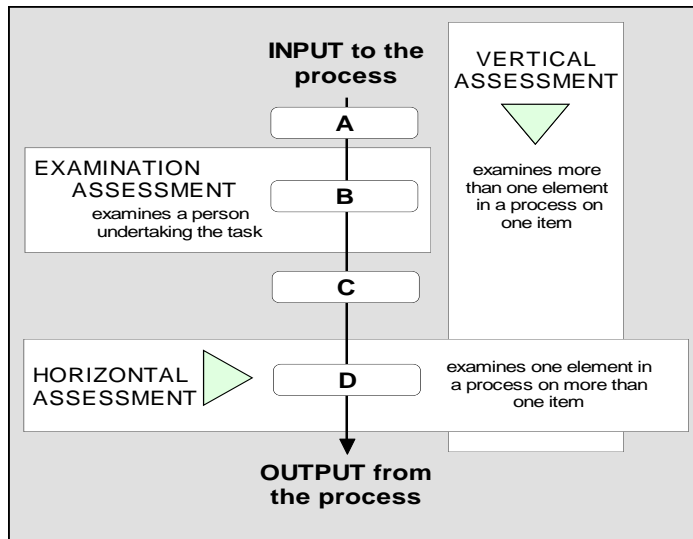 INPUT to the
process
VERTICAL
ASSESSMENT
A
EXAMINATION
ASSESSMENT
examines a person
undertaking the task
B
examines more
than one element
in a process on
one item
C
HORIZONTAL
ASSESSMENT
D
examines one element in
a process on more than
one item
OUTPUT from
the process